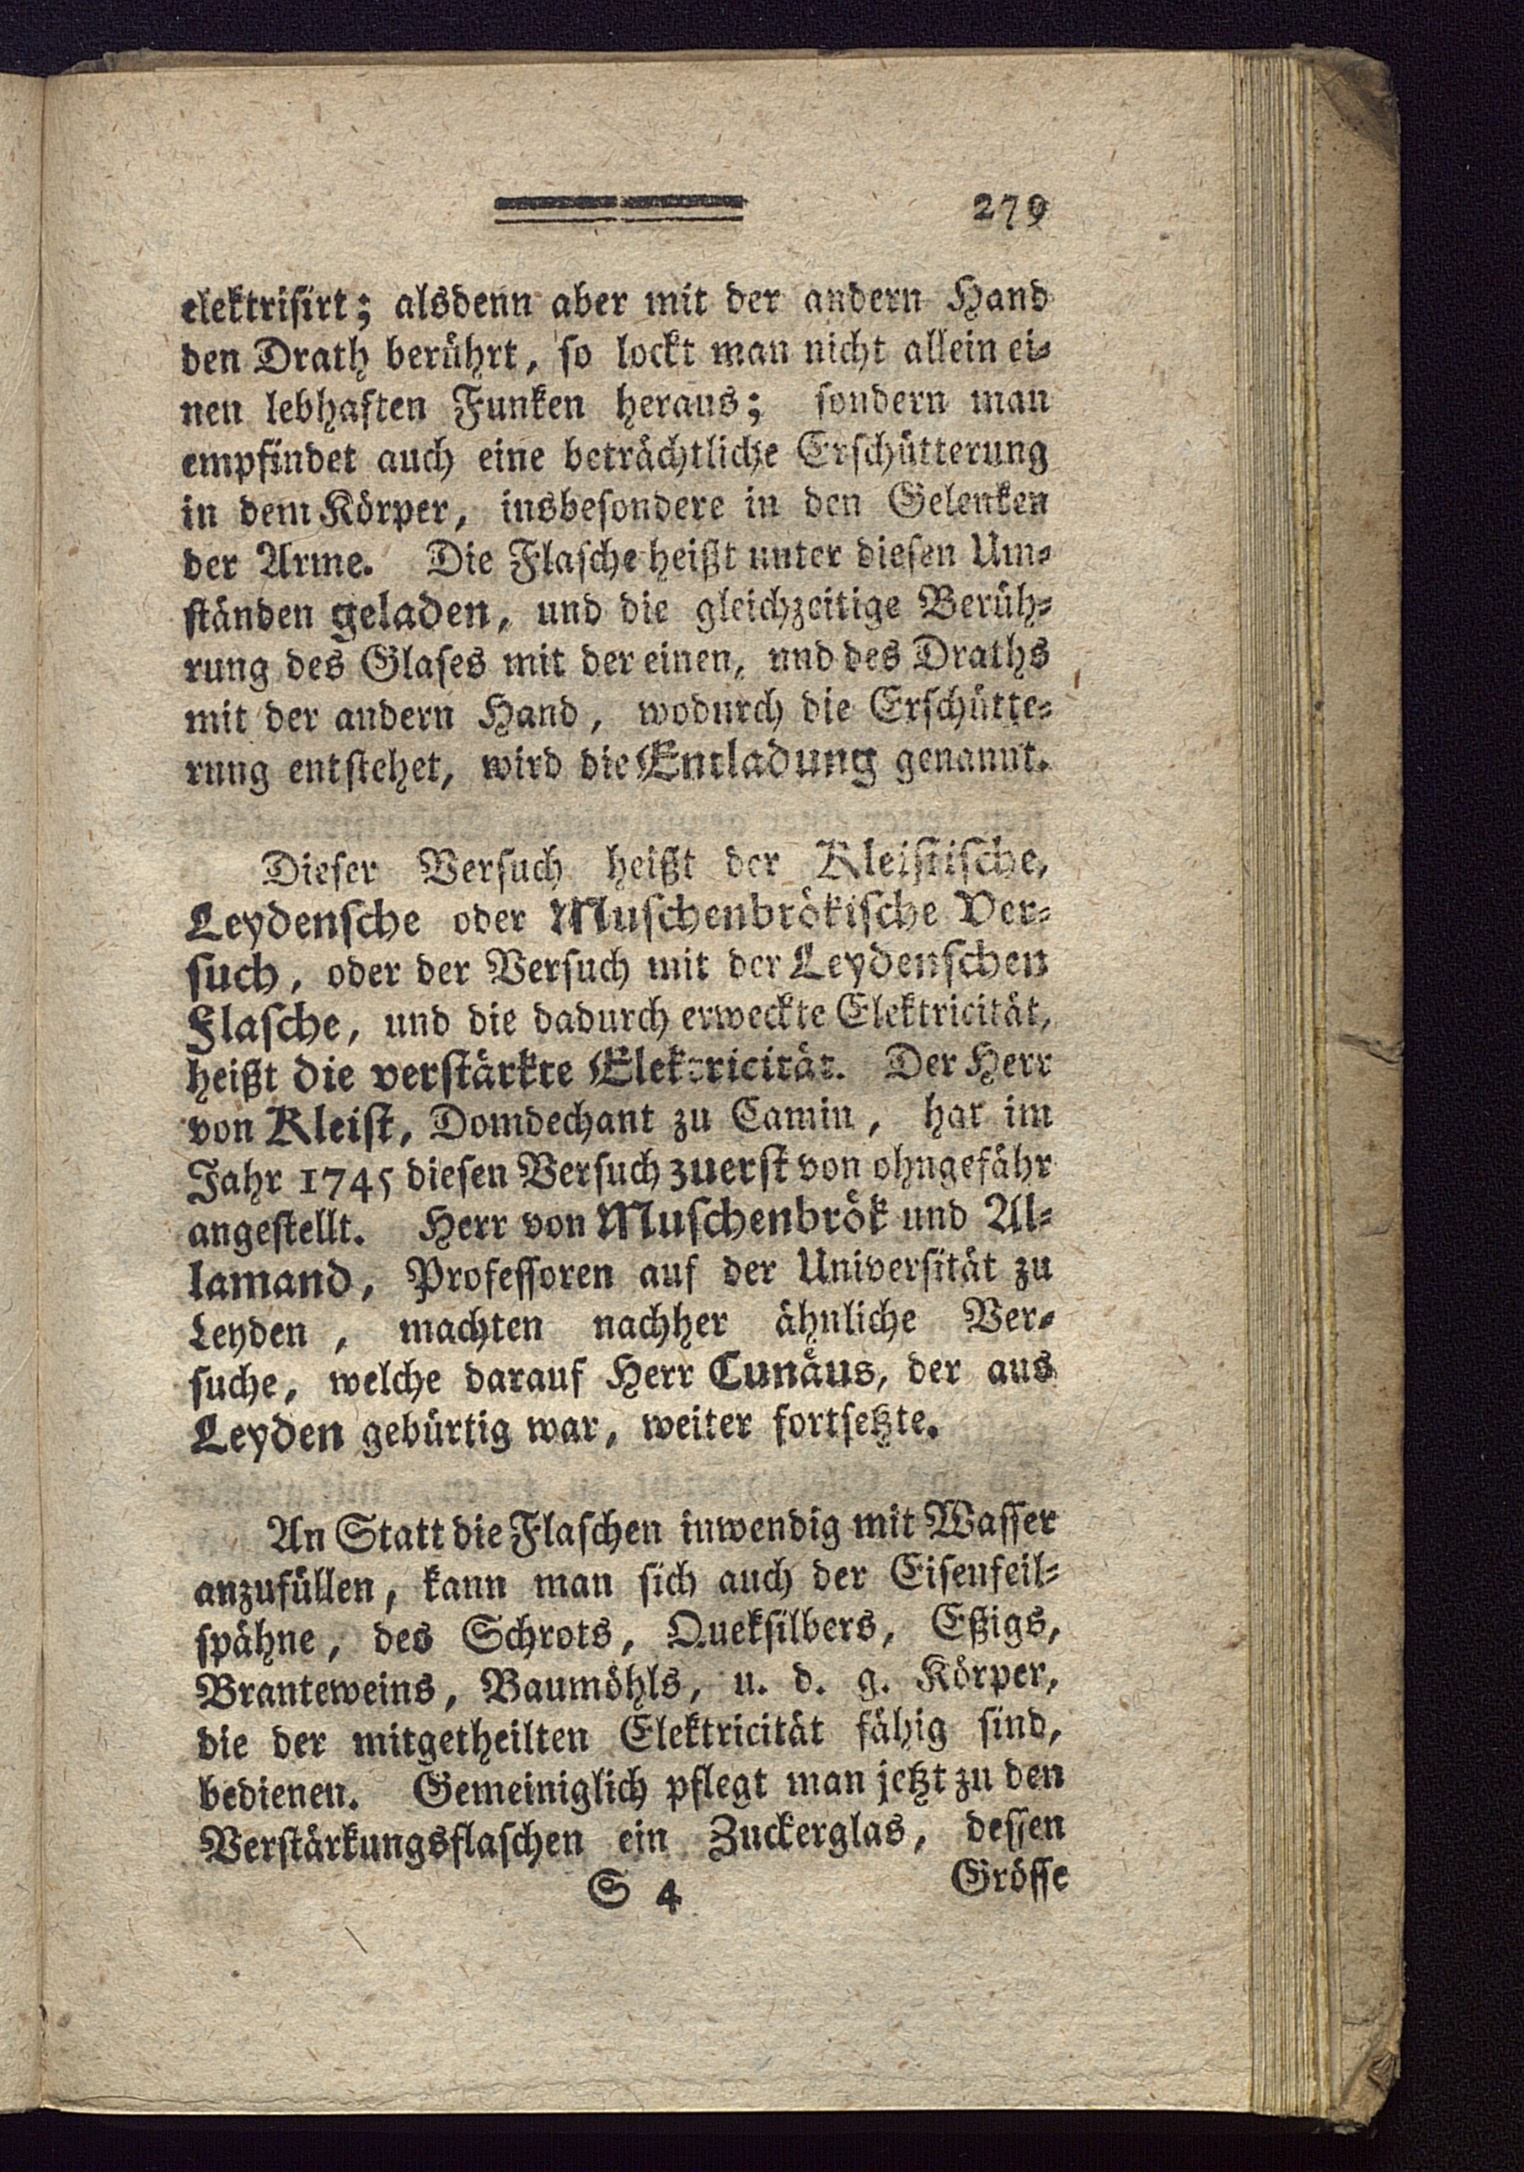 279
elektrisirt; alsdenn aber mit der andern Hand
den Drath berührt, so lockt man nicht allein ei-
nen lebhaften Funken heraus; sondern man
empfindet auch eine beträchtliche Erschütterung
in dem Körper, insbesondere in den Gelenken
der Arme. Die Flasche heißt unter diesen Um-
ständen geladen, und die gleichzeitige Berüh-
rung des Glases mit der einen, und des Draths
mit der andern Hand, wodurch die Erschütte-
rung entstehet, wird die Entladung genannt.
Dieser Versuch heißt der Kleistische,
Leydensche oder Muschenbrökische Ver-
such, oder der Versuch mit der Leydenschen
Flasche, und die dadurch erweckte Elektricität,
heißt die verstärkte Elektricität. Der Herr
von Kleist, Domdechant zu Camin, hat im
Jahr 1745 diesen Versuch zuerst von ohngefähr
angestellt. Herr von Muschenbrök und Al-
lamand, Professoren auf der Universität zu
Leyden, machten nachher ähnliche Ver-
suche, welche darauf Herr Cunäus, der aus
Leyden gebürtig war, weiter fortsetzte.
An Statt die Flaschen inwendig mit Wasser
anzufüllen, kann man sich auch der Eisenfeil-
spähne, des Schrots, Queksilbers, Eßigs,
Branteweins, Baumöhls, u. d. g. Körper,
die der mitgetheilten Elektricität fähig sind,
bedienen. Gemeiniglich pflegt man jetzt zu den
Verstärkungsflaschen ein Zuckerglas, dessen
S 4 Grösse